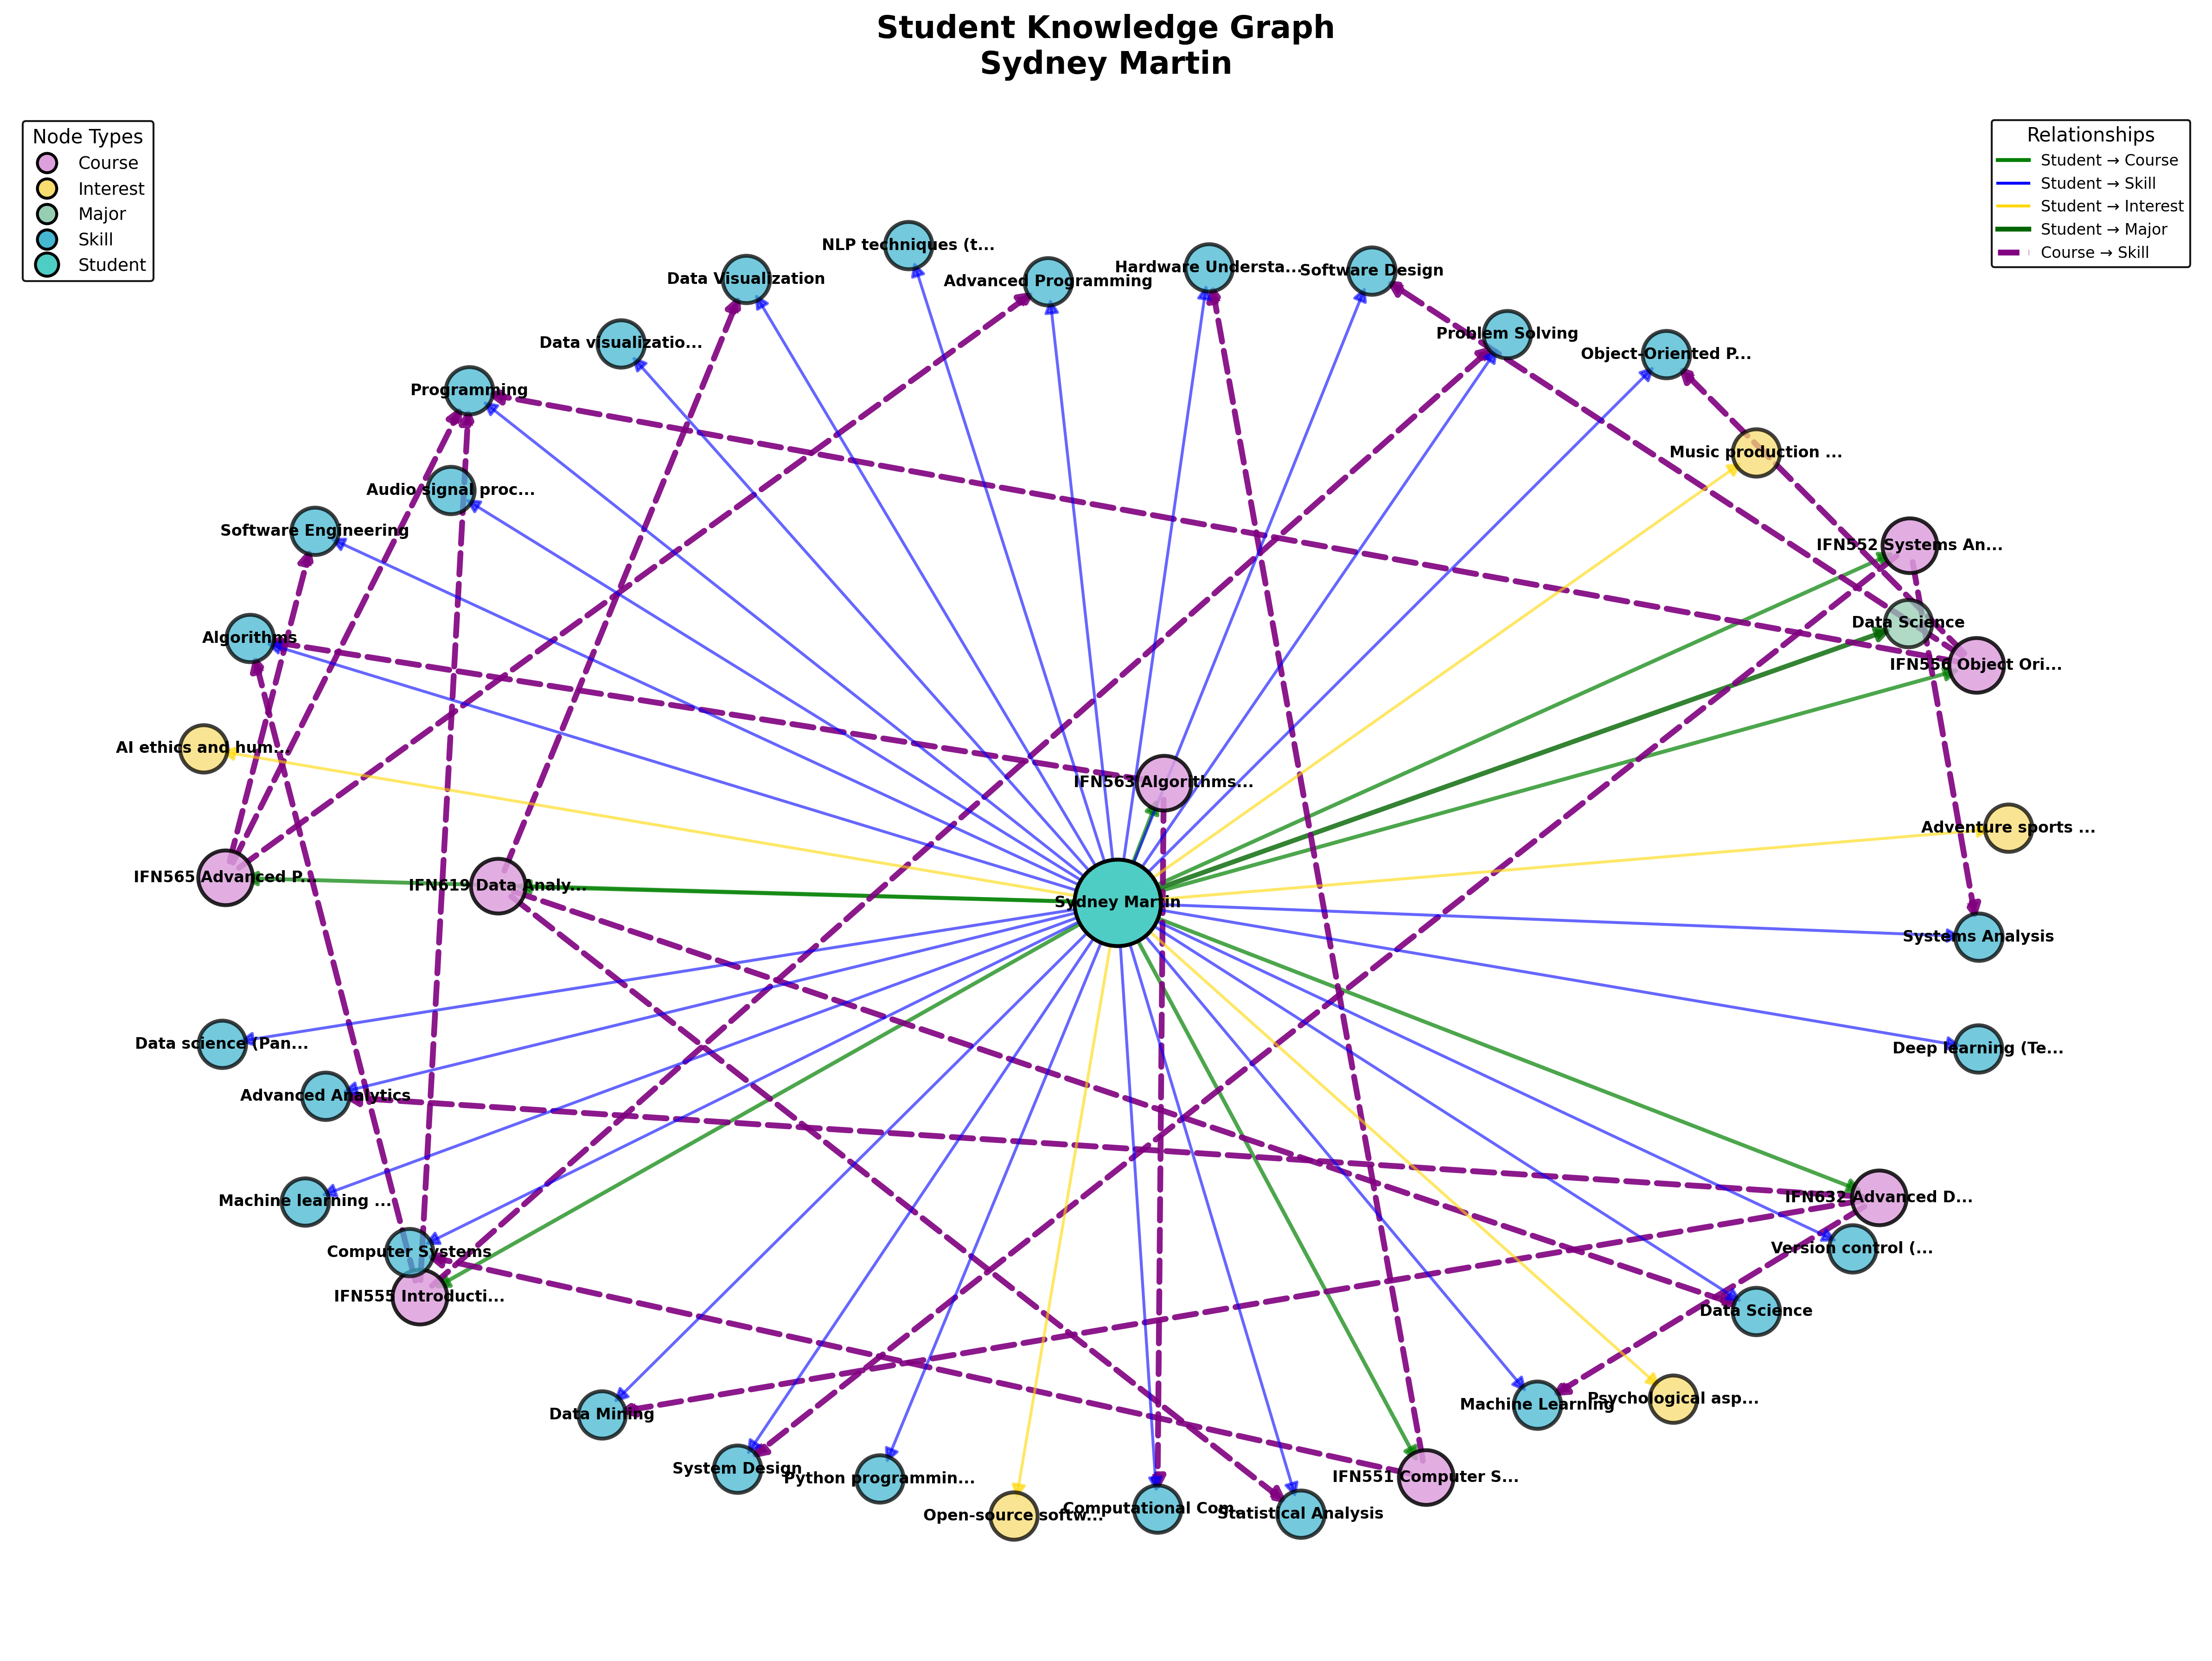 Student Knowledge Graph
Sydney Martin
Node Types
Course
Interest
Major
Skill
Student
Relationships
Student → Course
Student → Skill
Student → Interest
Student → Major
Course → Skill
NLP techniques (t...
Data Visualization
Advanced Programming
Hardware Understa...
Software Design
Data visualizatio...
Problem Solving
Object-Oriented P...
Programming
Music production ...
Audio signal proc...
Software Engineering
IFN552 Systems An...
Algorithms
Data Science
IFN556 Object Ori...
AI ethics and hum...
IFN563 Algorithms...
Adventure sports ...
IFN565 Advanced P...
IFN619 Data Analy...
Sydney Martin
Systems Analysis
Data science (Pan...
Deep learning (Te...
Advanced Analytics
Machine learning ...
IFN632 Advanced D...
Computer Systems
Version control (...
IFN555 Introducti...
Data Science
Data Mining
Machine Learning
Psychological asp...
System Design
Python programmin...
IFN551 Computer S...
Open-source softw...
Computational Com...
Statistical Analysis